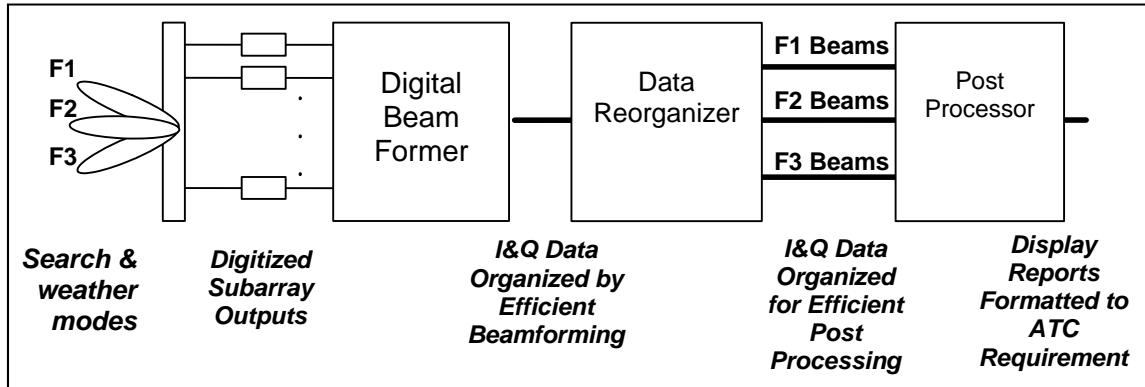 F1
F2
F3
Digital
Beam
Former
Data
Reorganizer
F1 Beams
F2 Beams
F3 Beams
Post
Processor
Search &
weather
modes
Digitized
Subarray
Outputs
I&Q Data
Organized by
Efficient
Beamforming
I&Q Data
Organized
for Efficient
Post
Processing
Display
Reports
Formatted to
ATC
Requirement